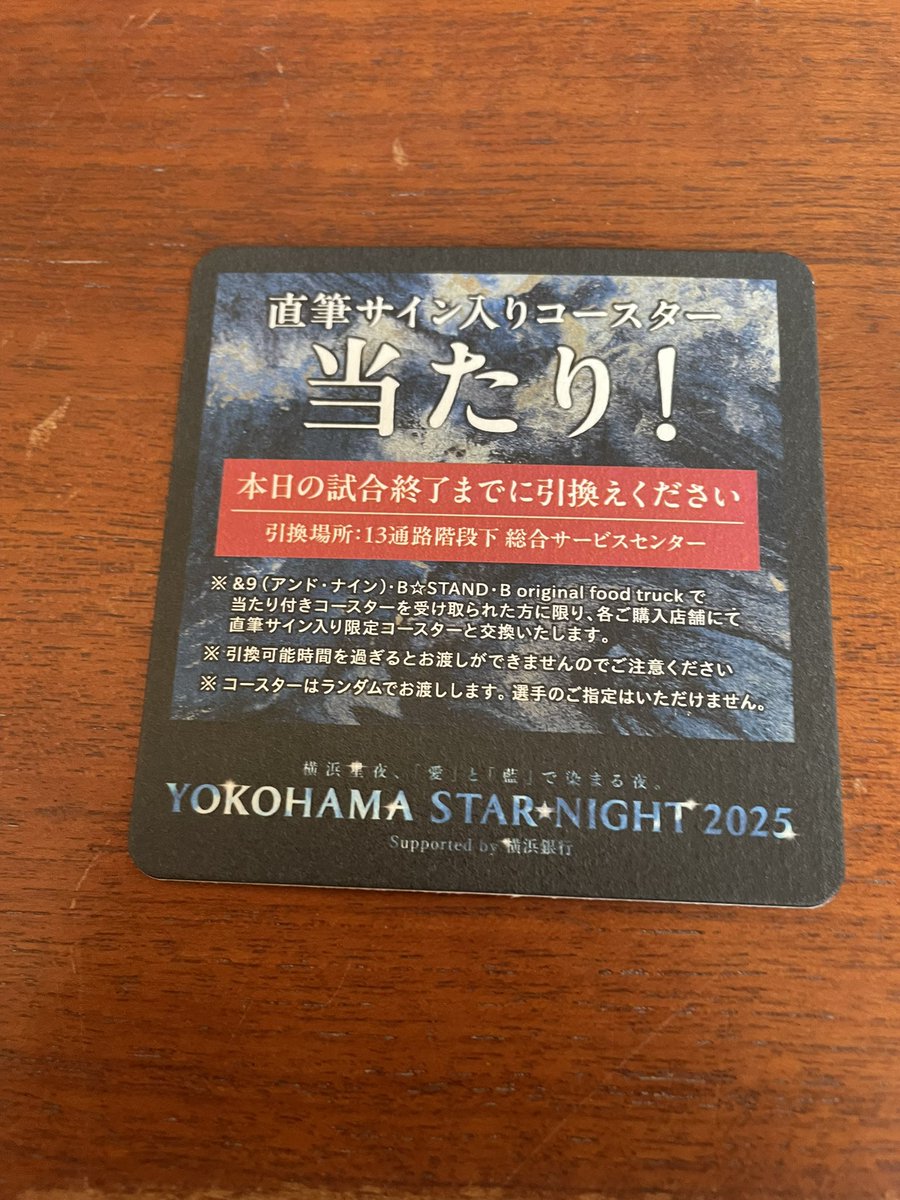 直筆サイン入りコースター
当たり！
本日の試合終了までに引換えください
引換場所：13通路階段下 総合サービスセンター
※ &9（アンド・ナイン）・B☆STAND・B original food truck で
当たり付きコースターを受け取られた方に限り、各ご購入店舗にて
直筆サイン入り限定コースターと交換いたします。
※ 引換可能時間を過ぎるとお渡しができませんのでご注意ください
※ コースターはランダムでお渡しします。選手のご指定はいただけません。
横浜星夜、「愛」と「藍」で染まる夜。
YOKOHAMA STAR★NIGHT 2025
Supported by 横浜銀行